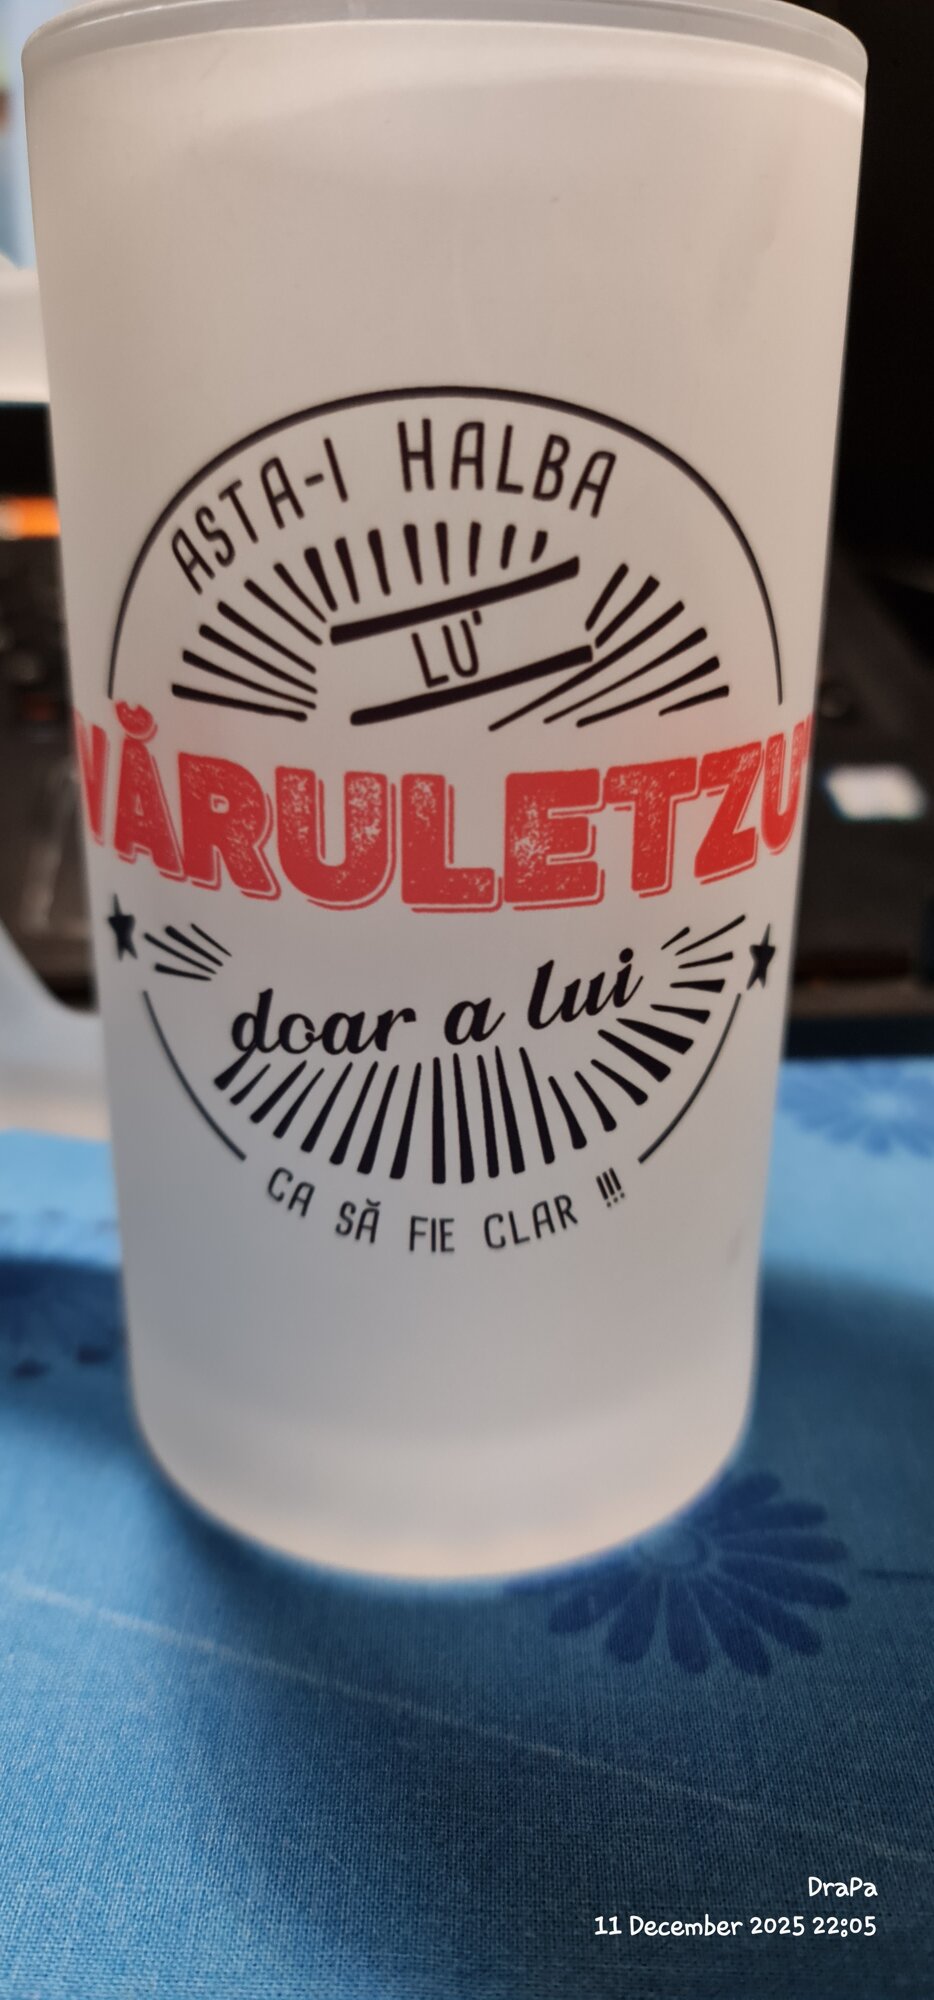 ASTA-I HALBA
LU'
VĂRULETZU'
doar a lui
CA SĂ FIE CLAR !!!
DraPa
11 December 2025 22:05